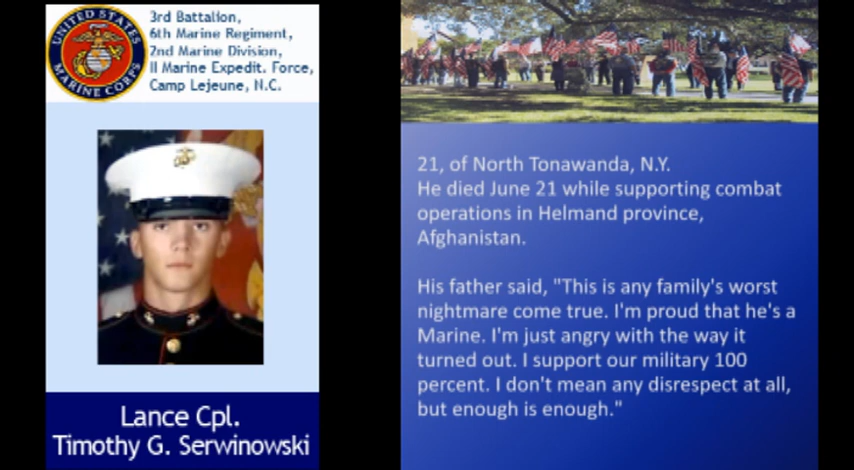 UNITED STATES
MARINE CORPS
3rd Battalion,
6th Marine Regiment,
2nd Marine Division,
II Marine Expedit. Force,
Camp Lejeune, N.C.
Lance Cpl.
Timothy G. Serwinowski
21, of North Tonawanda, N.Y.
He died June 21 while supporting combat
operations in Helmand province,
Afghanistan.
His father said, "This is any family's worst
nightmare come true. I'm proud that he's a
Marine. I'm just angry with the way it
turned out. I support our military 100
percent. I don't mean any disrespect at all,
but enough is enough."